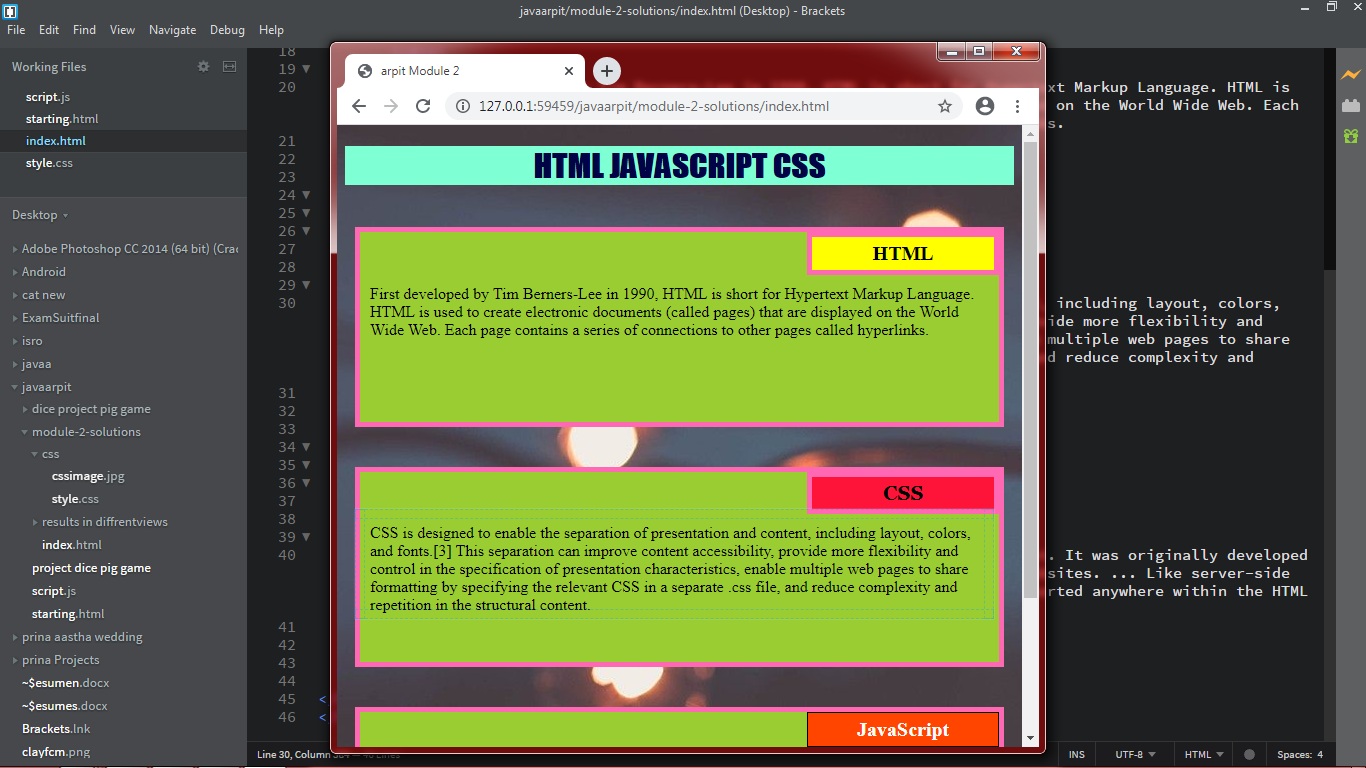 javaarpit/module-2-solutions/index.html (Desktop) - Brackets
File Edit Find View Navigate Debug Help
Working Files
script.js
starting.html
index.html
style.css
Desktop
Adobe Photoshop CC 2014 (64 bit) (Crac
Android
cat new
ExamSuitfinal
isro
javaa
javaarpit
dice project pig game
module-2-solutions
css
cssimage.jpg
style.css
results in diffrentviews
index.html
project dice pig game
script.js
starting.html
prina aastha wedding
prina Projects
~$esumen.docx
~$esumes.docx
Brackets.lnk
clayfcm.png
18
19
20
21
22
23
24
25
26
27
28
29
30
31
32
33
34
35
36
37
38
39
40
41
42
43
44
45 <
46 <
arpit Module 2
127.0.0.1:59459/javaarpit/module-2-solutions/index.html
HTML JAVASCRIPT CSS
HTML
First developed by Tim Berners-Lee in 1990, HTML is short for Hypertext Markup Language.
HTML is used to create electronic documents (called pages) that are displayed on the World
Wide Web. Each page contains a series of connections to other pages called hyperlinks.
CSS
CSS is designed to enable the separation of presentation and content, including layout, colors,
and fonts.[3] This separation can improve content accessibility, provide more flexibility and
control in the specification of presentation characteristics, enable multiple web pages to share
formatting by specifying the relevant CSS in a separate .css file, and reduce complexity and
repetition in the structural content.
JavaScript
xt Markup Language. HTML is
on the World Wide Web. Each
s.
including layout, colors,
ide more flexibility and
multiple web pages to share
d reduce complexity and
. It was originally developed
sites. ... Like server-side
rted anywhere within the HTML
Line 30, Column
INS UTF-8 HTML Spaces: 4